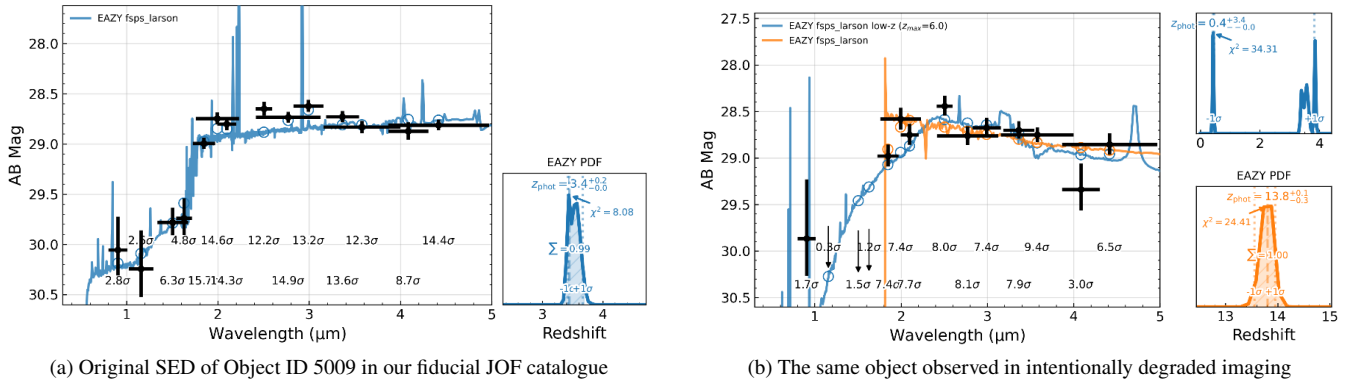 EAZY fsps_larson
28.0
28.5
29.0
29.5
30.0
30.5
AB Mag
2.8σ
6.3σ
14.3σ
14.9σ
13.6σ
8.7σ
4.8σ
14.6σ
12.2σ
13.2σ
12.3σ
14.4σ
1 2 3 4 5
Wavelength (μm)
EAZY PDF
χ² = 8.08
∑ = 0.99
4
Redshift
(a) Original SED of Object ID 5009 in our fiducial JOF catalogue
EAZY fsps_larson low-z (zmax=6.0)
EAZY fsps_larson
27.5
28.0
28.5
29.0
29.5
30.0
30.5
AB Mag
0.3σ
1.2σ
7.4σ
8.0σ
7.4σ
9.4σ
6.5σ
1.7σ
1.5σ
7.4σ
7.7σ
8.1σ
7.9σ
3.0σ
1 2 3 4 5
Wavelength (μm)
χ² = 34.31
-1σ
+1σ
0 2 4
EAZY PDF
zphot = 13.8 +0.1 -0.3
χ² = 24.41
∑ = 1.00
-1σ +1σ
13 14 15
Redshift
(b) The same object observed in intentionally degraded imaging